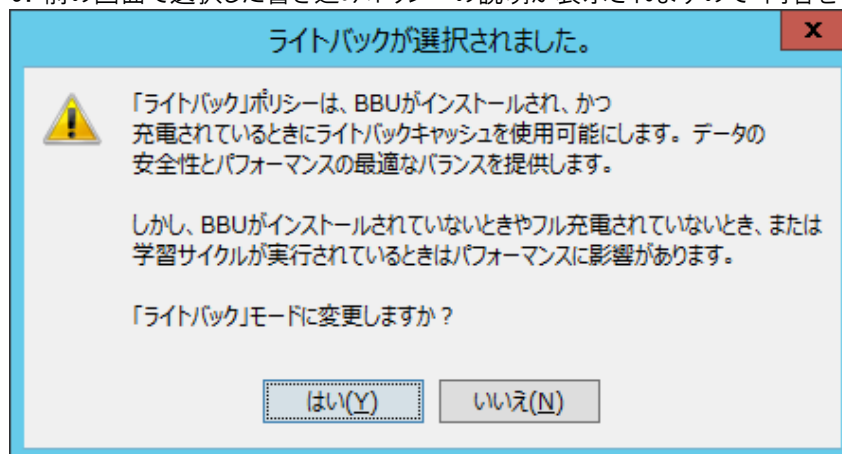 ライトバックが選択されました。
x
「ライトバック」ポリシーは、BBUがインストールされ、かつ
充電されているときにライトバックキャッシュを使用可能にします。データの
安全性とパフォーマンスの最適なバランスを提供します。
しかし、BBUがインストールされていないときやフル充電されていないとき、または
学習サイクルが実行されているときはパフォーマンスに影響があります。
「ライトバック」モードに変更しますか？
はい(Y) いいえ(N)